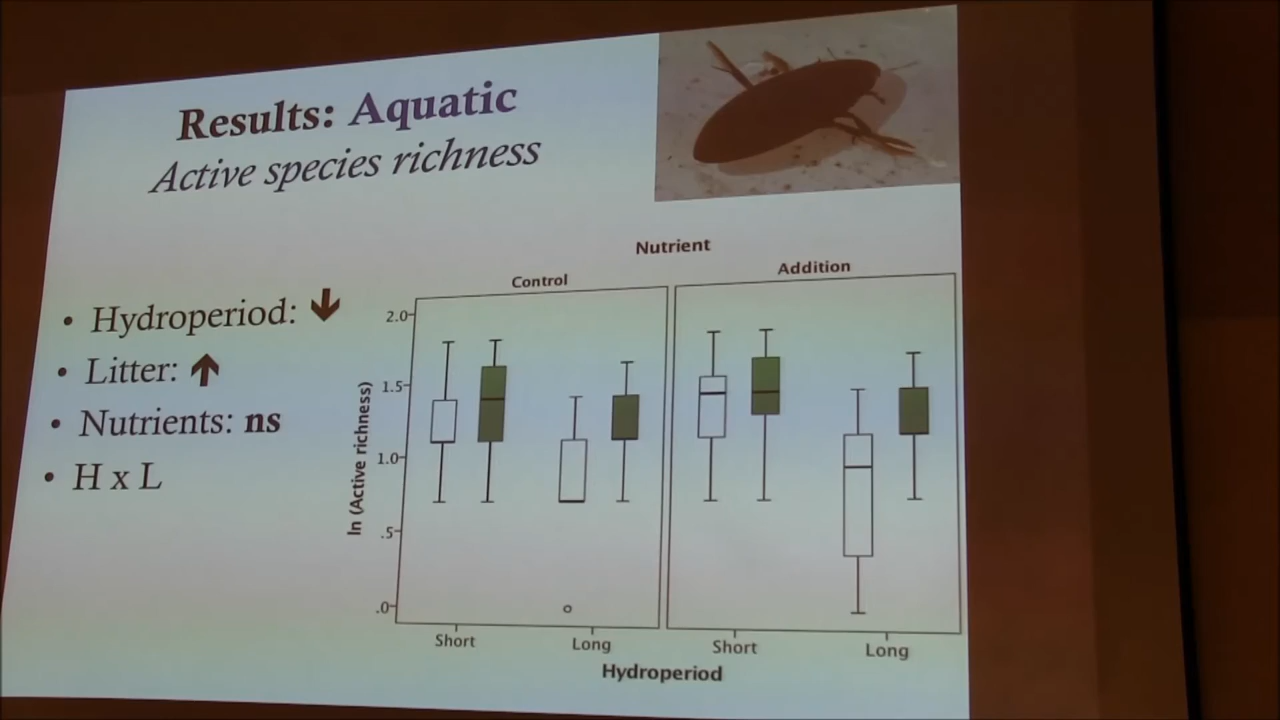 Results: Aquatic
Active species richness
• Hydroperiod: ↓
• Litter: ↑
• Nutrients: ns
• H x L
Nutrient
Control
Addition
ln (Active richness)
2.0
1.5
1.0
.5
.0
Short
Long
Short
Long
Hydroperiod